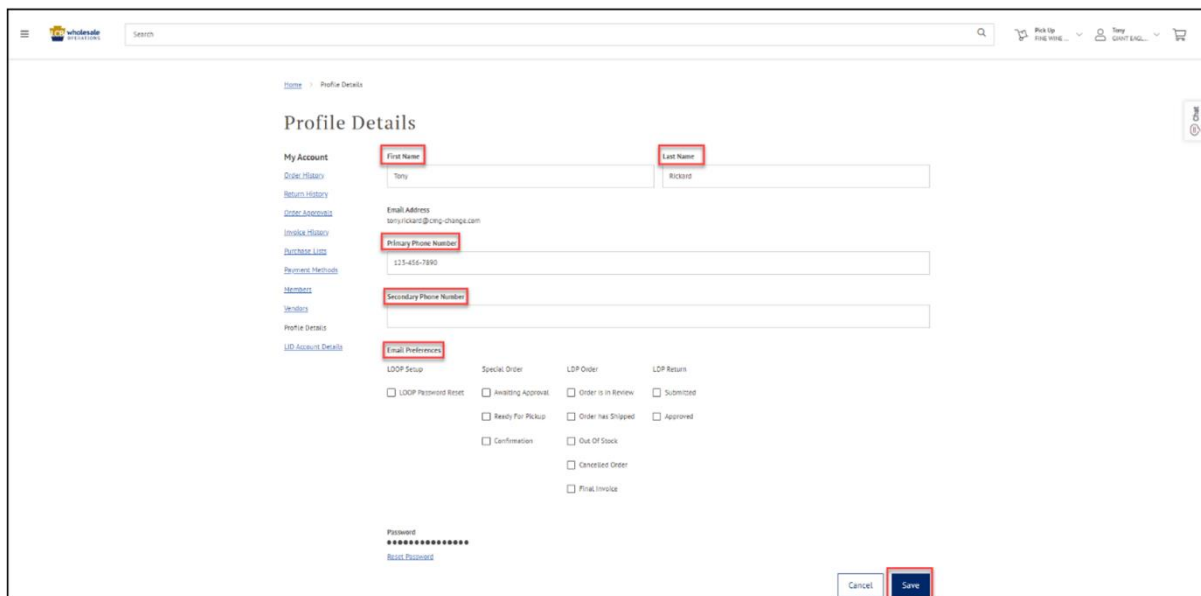 wholesale
OPERATIONS
Search
Pick Up
FINE WINE ...
Tony
GIANT EAGL...
Home > Profile Details
Chat
Profile Details
My Account
Order History
Return History
Order Approvals
Invoice History
Purchase Lists
Payment Methods
Members
Vendors
Profile Details
LID Account Details
First Name
Last Name
Tony
Rickard
Email Address
tony.rickard@cmg-change.com
Primary Phone Number
123-456-7890
Secondary Phone Number
Email Preferences
LOOP Setup
Special Order
LDP Order
LDP Return
LOOP Password Reset
Awaiting Approval
Order is in Review
Submitted
Ready For Pickup
Order has Shipped
Approved
Confirmation
Out Of Stock
Cancelled Order
Final Invoice
Password
Reset Password
Cancel
Save